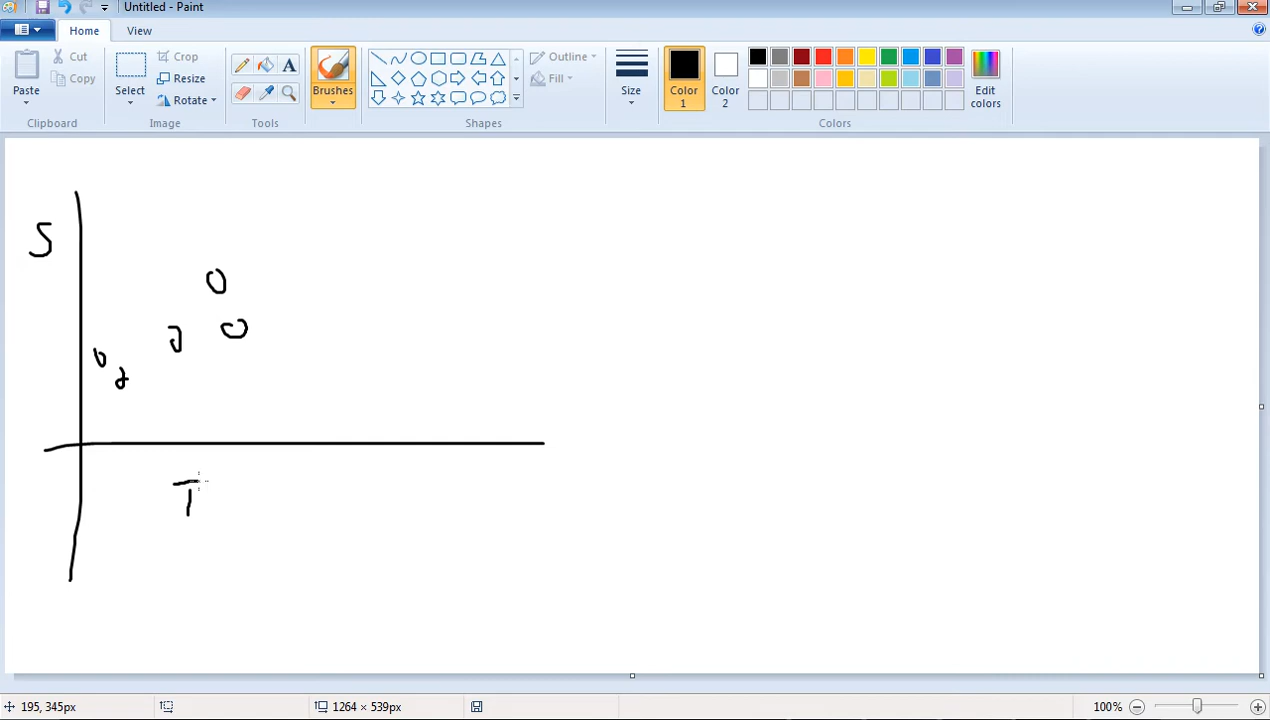 Untitled - Paint
Home
View
Paste
Cut
Copy
Clipboard
Select
Crop
Resize
Rotate
Image
A
Tools
Brushes
Shapes
Outline
Fill
Size
Color
1
Color
2
Edit
colors
Colors
S
T
195, 345px
1264 × 539px
100%